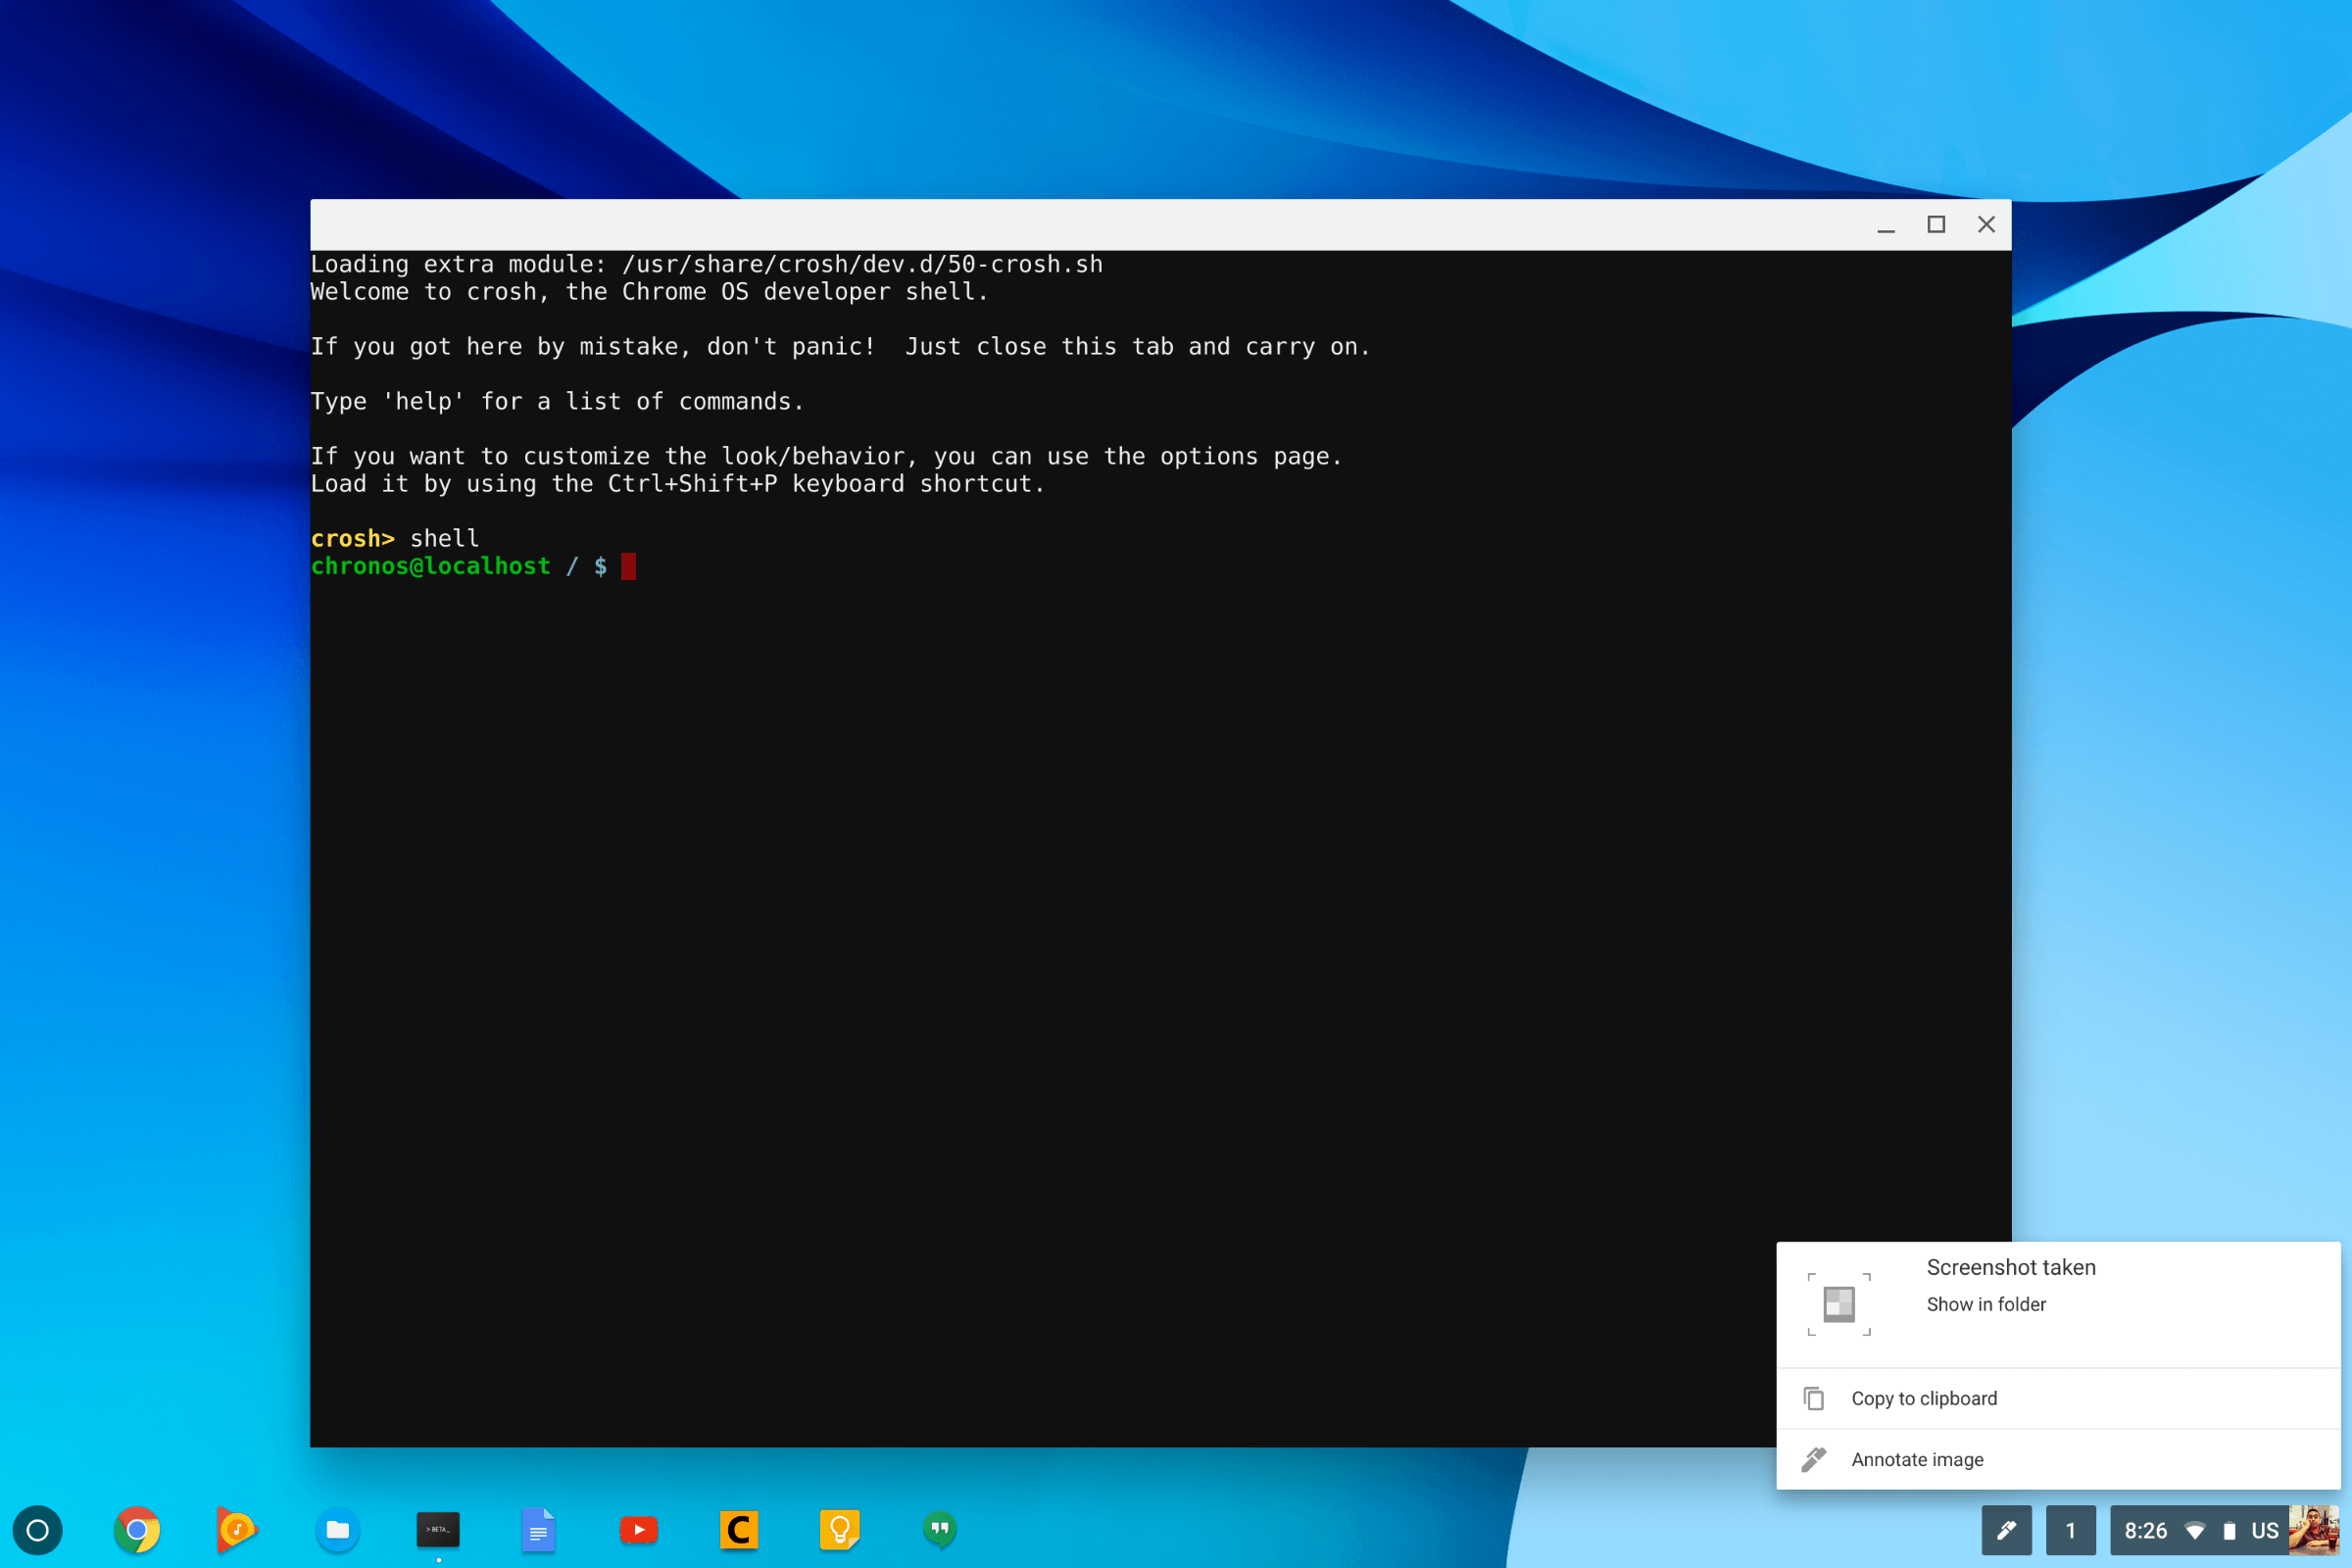 Loading extra module: /usr/share/crosh/dev.d/50-crosh.sh
Welcome to crosh, the Chrome OS developer shell.
If you got here by mistake, don't panic!  Just close this tab and carry on.
Type 'help' for a list of commands.
If you want to customize the look/behavior, you can use the options page.
Load it by using the Ctrl+Shift+P keyboard shortcut.
crosh> shell
chronos@localhost / $
Screenshot taken
Show in folder
Copy to clipboard
Annotate image
> BETA_
C
1
8:26
US